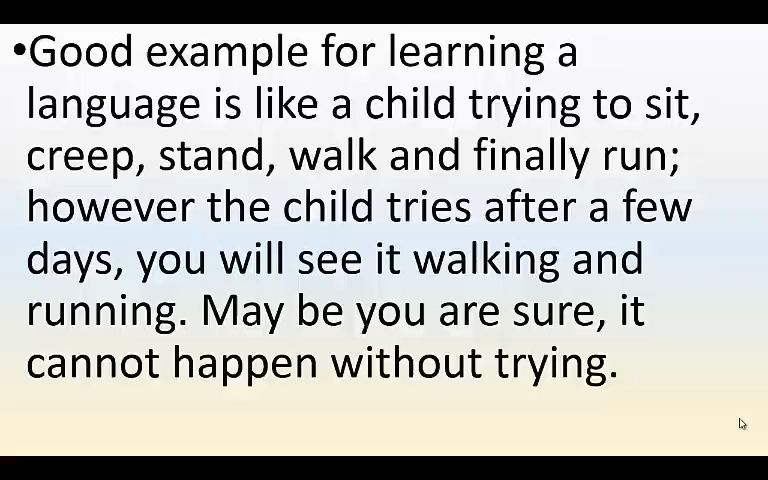 •Good example for learning a
language is like a child trying to sit,
creep, stand, walk and finally run;
however the child tries after a few
days, you will see it walking and
running. May be you are sure, it
cannot happen without trying.